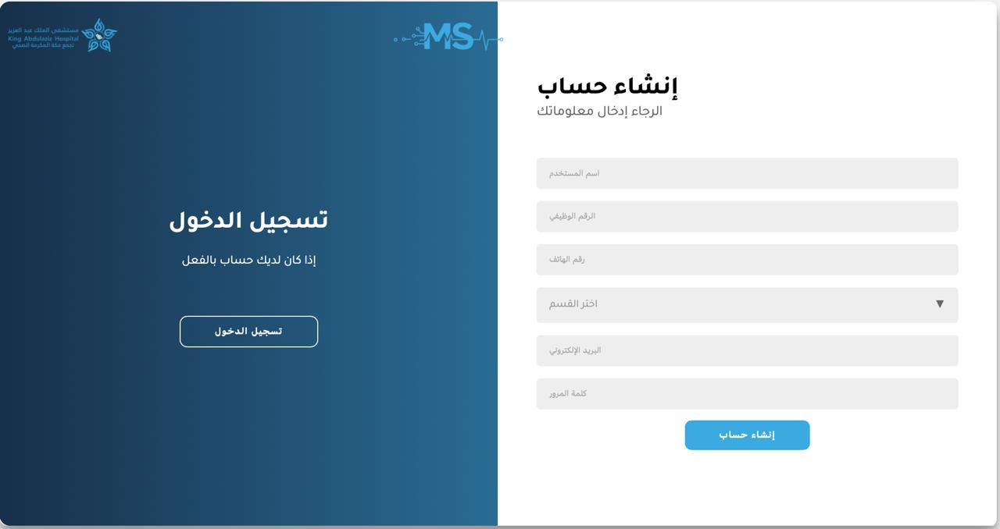 مستشفى الملك عبد العزيز
King Abdulaziz Hospital
تجمع مكة المكرمة الصحي
MS
إنشاء حساب
الرجاء إدخال معلوماتك
اسم المستخدم
الرقم الوظيفي
رقم الهاتف
اختر القسم
البريد الإلكتروني
كلمة المرور
إنشاء حساب
تسجيل الدخول
إذا كان لديك حساب بالفعل
تسجيل الدخول